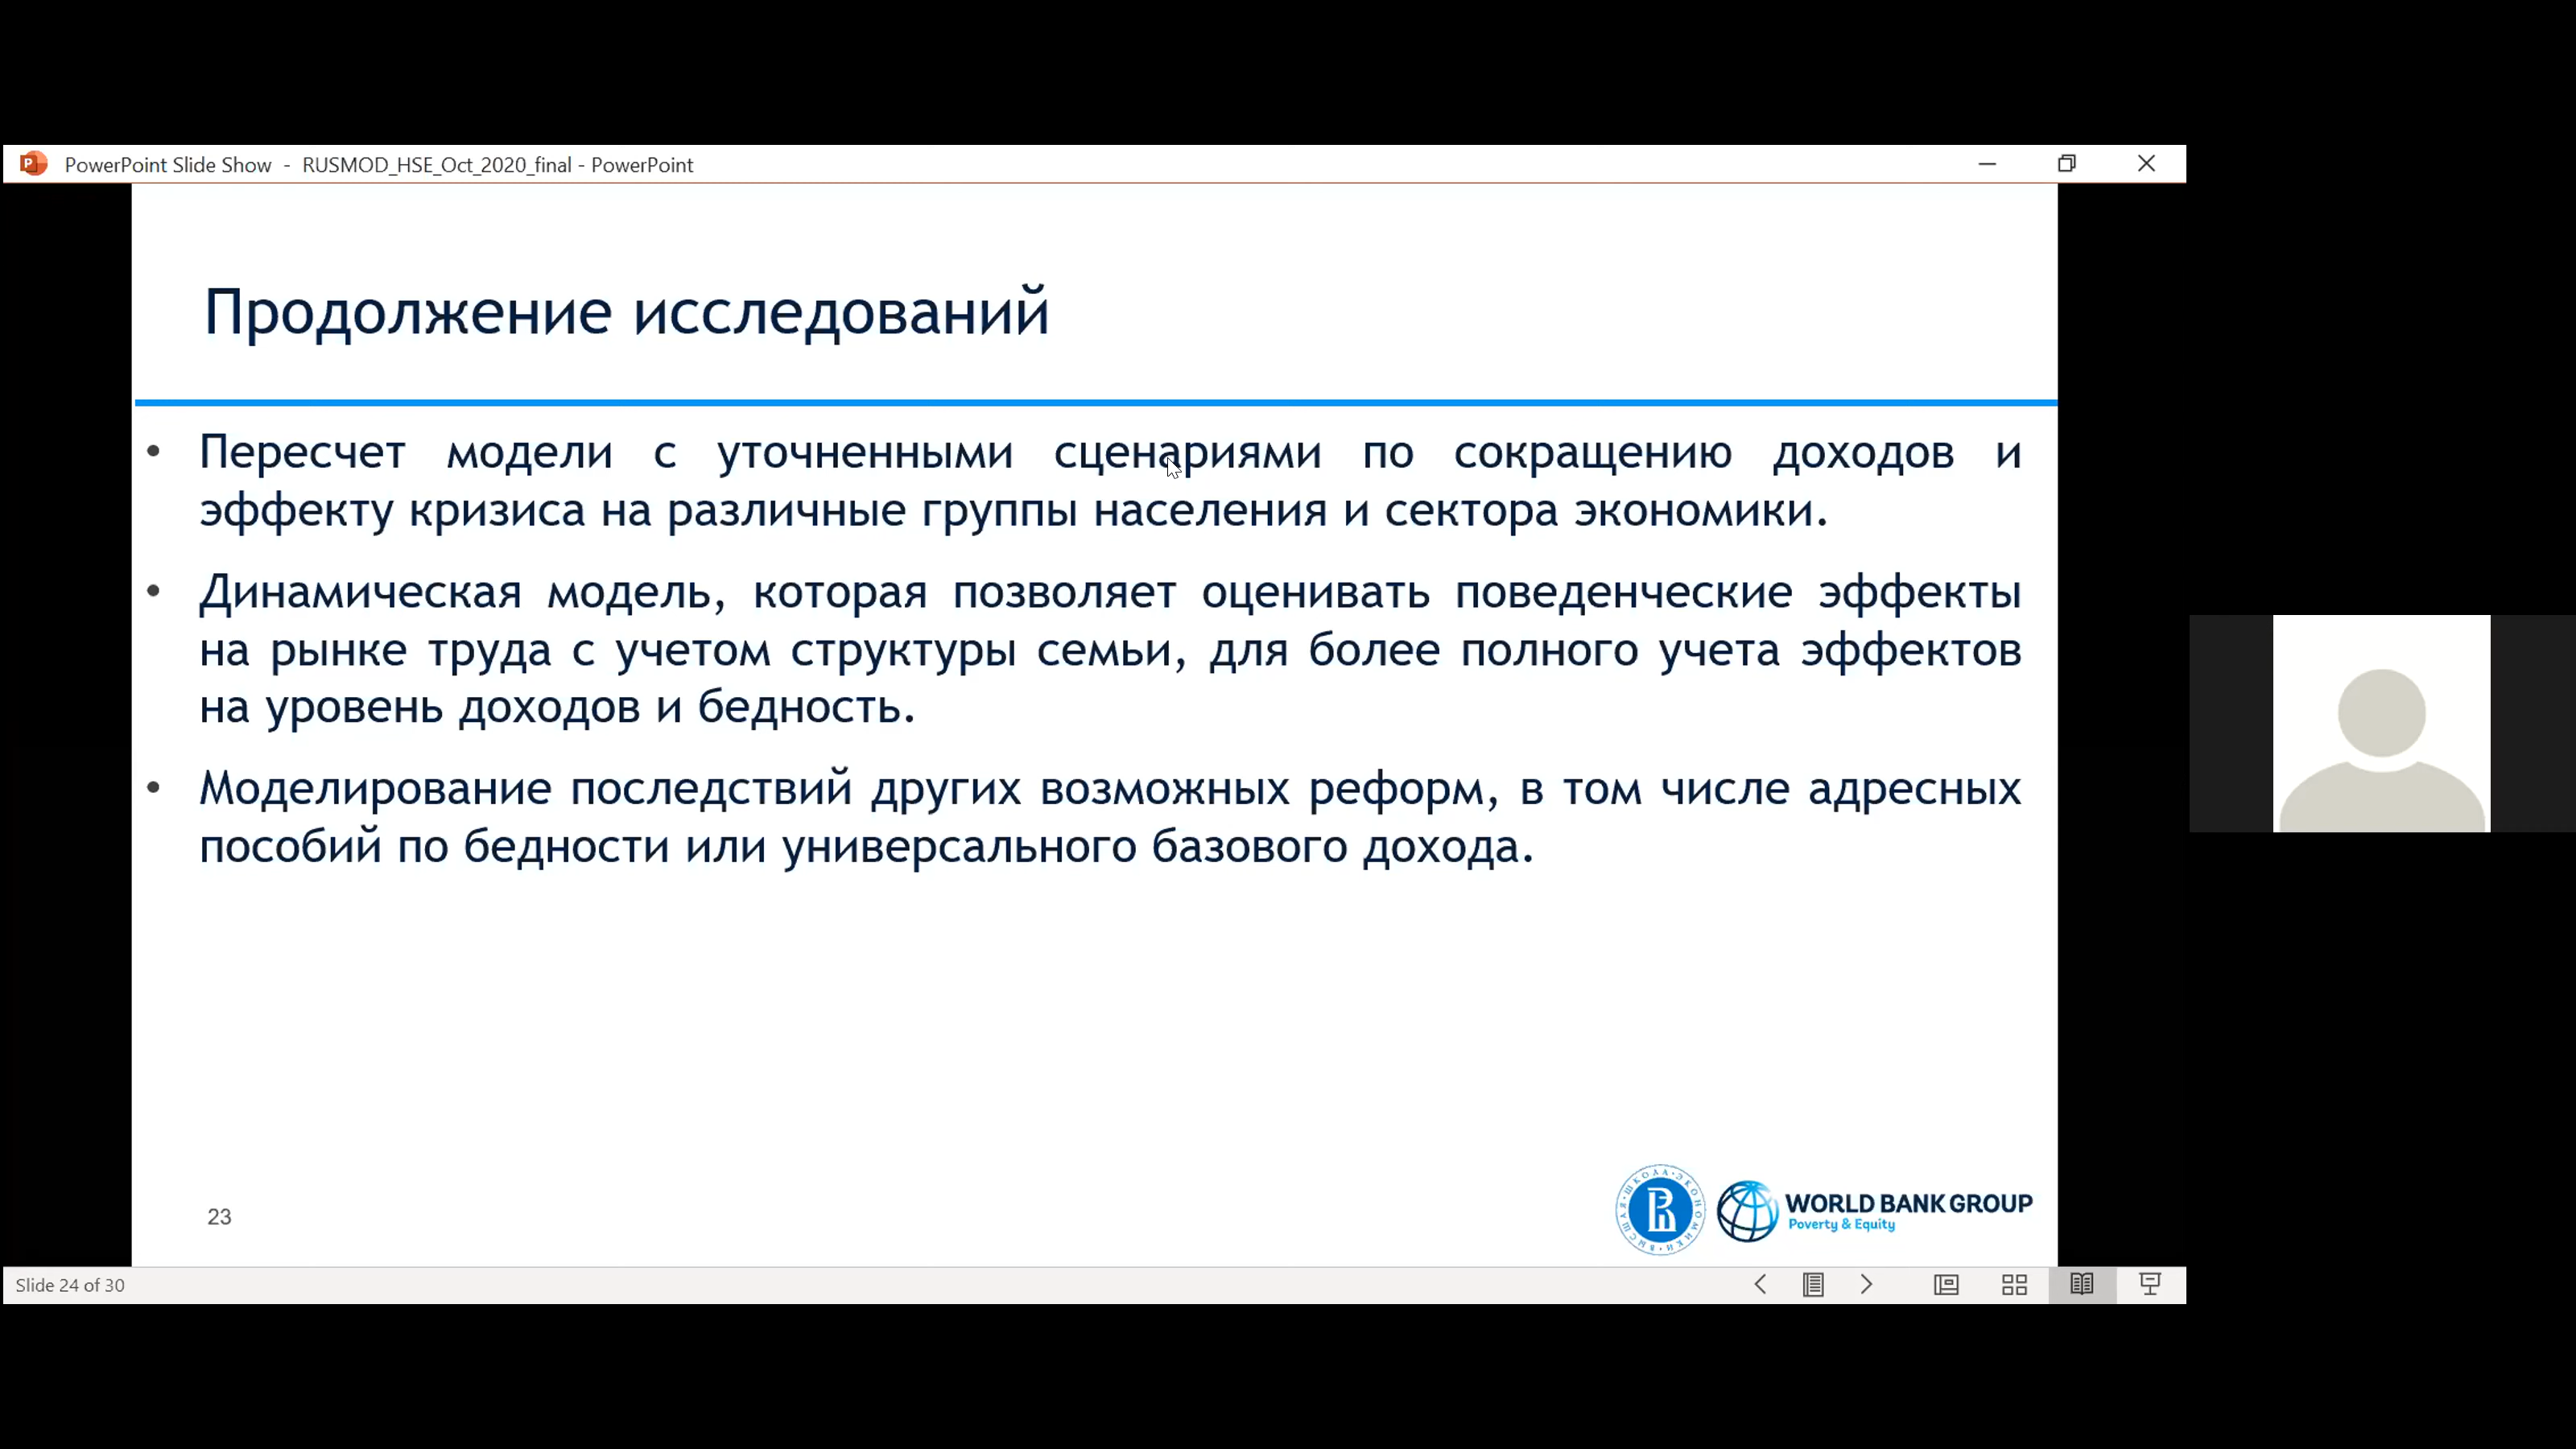 PowerPoint Slide Show - RUSMOD_HSE_Oct_2020_final - PowerPoint
Продолжение исследований
• Пересчет модели с уточненными сценариями по сокращению доходов и
эффекту кризиса на различные группы населения и сектора экономики.
• Динамическая модель, которая позволяет оценивать поведенческие эффекты
на рынке труда с учетом структуры семьи, для более полного учета эффектов
на уровень доходов и бедность.
• Моделирование последствий других возможных реформ, в том числе адресных
пособий по бедности или универсального базового дохода.
23
ВЫСШАЯ ШКОЛА ЭКОНОМИКИ
WORLD BANK GROUP
Poverty & Equity
Slide 24 of 30